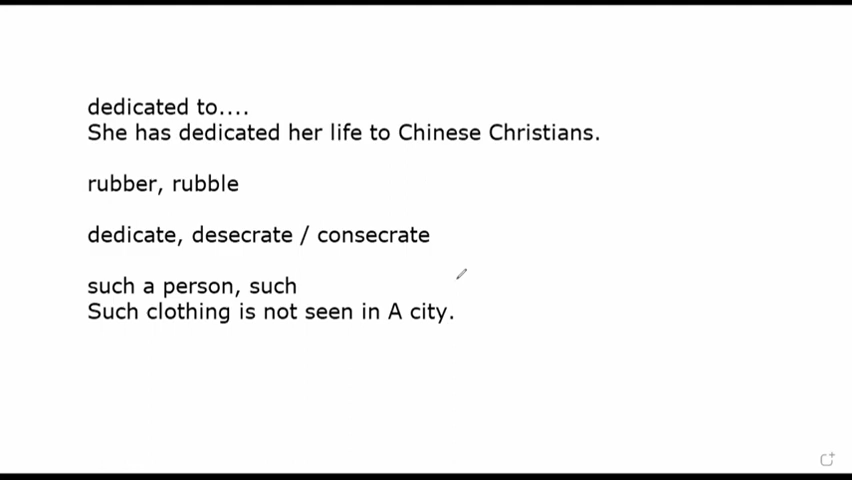 dedicated to....
She has dedicated her life to Chinese Christians.
rubber, rubble
dedicate, desecrate / consecrate
such a person, such
Such clothing is not seen in A city.